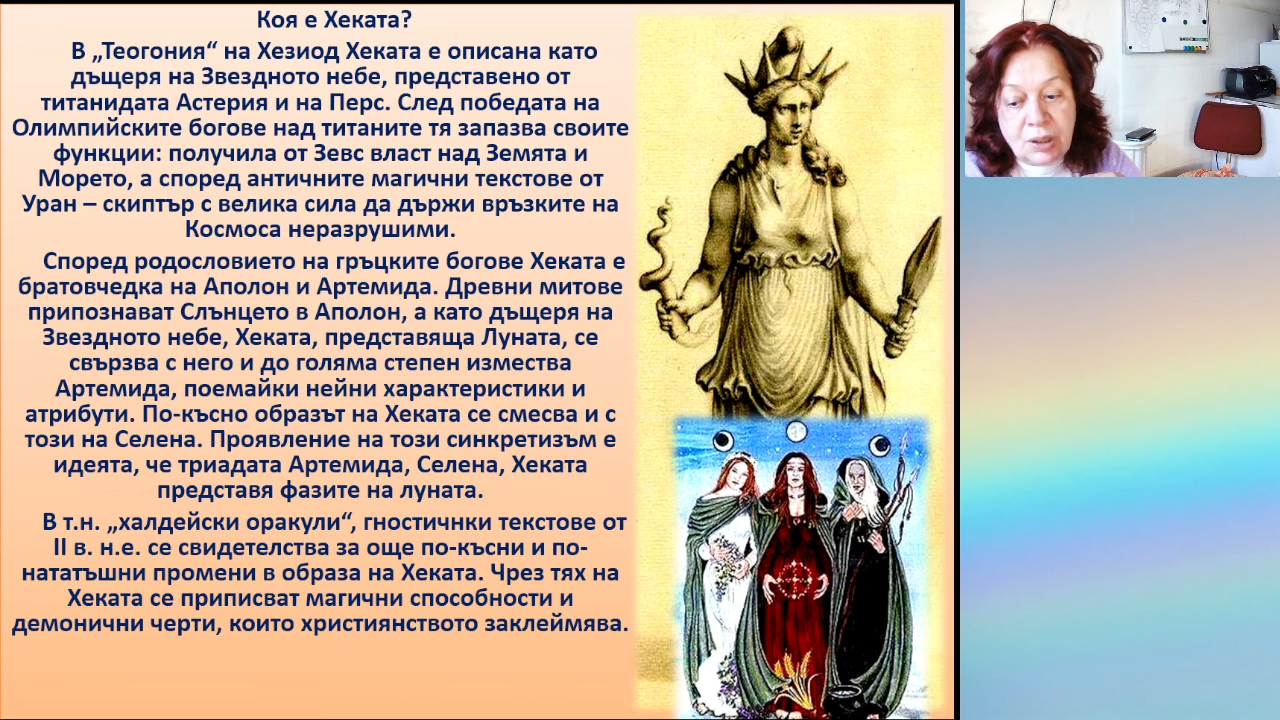 Коя е Хеката?
В „Теогония“ на Хезиод Хеката е описана като
дъщеря на Звездното небе, представено от
титанидата Астерия и на Перс. След победата на
Олимпийските богове над титаните тя запазва своите
функции: получила от Зевс власт над Земята и
Морето, а според античните магични текстове от
Уран – скиптър с велика сила да държи връзките на
Космоса неразрушими.
Според родословието на гръцките богове Хеката е
братовчедка на Аполон и Артемида. Древни митове
припознават Слънцето в Аполон, а като дъщеря на
Звездното небе, Хеката, представяща Луната, се
свързва с него и до голяма степен измества
Артемида, поемайки нейни характеристики и
атрибути. По-късно образът на Хеката се смесва и с
този на Селена. Проявление на този синкретизъм е
идеята, че триадата Артемида, Селена, Хеката
представя фазите на луната.
В т.н. „халдейски оракули“, гностичнки текстове от
II в. н.е. се свидетелства за още по-късни и по-
нататъшни промени в образа на Хеката. Чрез тях на
Хеката се приписват магични способности и
демонични черти, които християнството заклеймява.